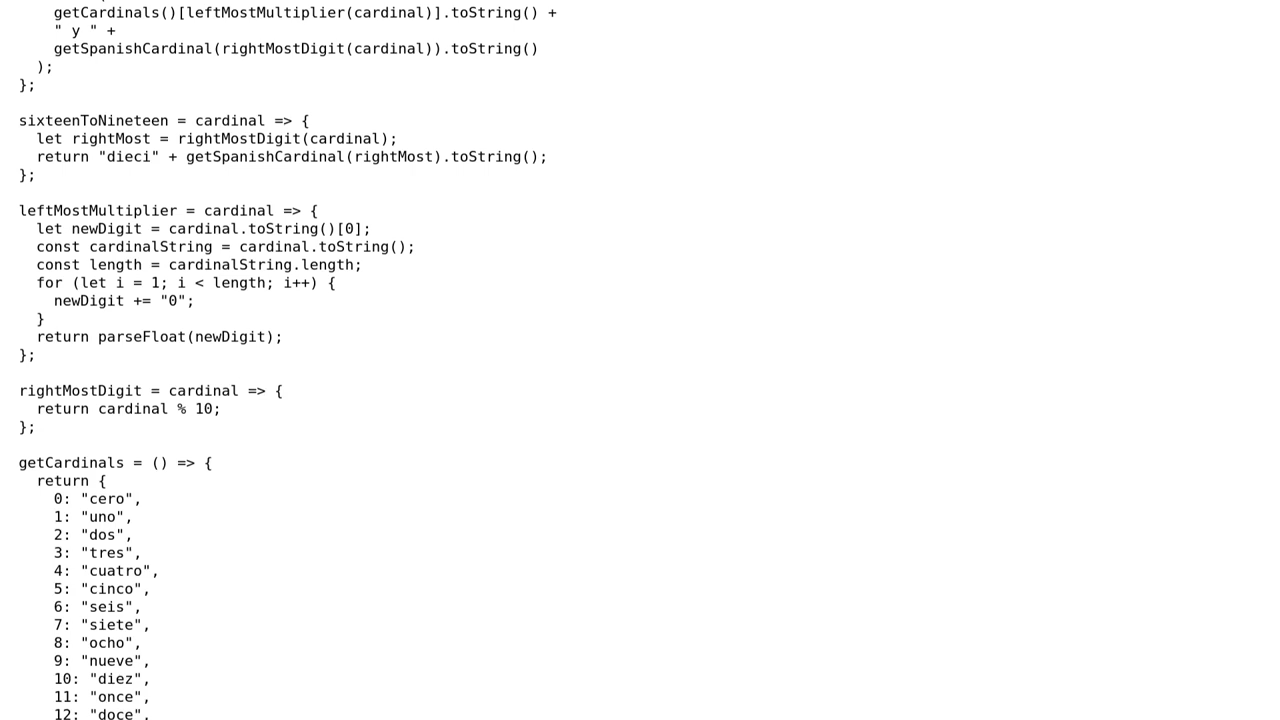 getCardinals()[leftMostMultiplier(cardinal)].toString() +
" y " +
getSpanishCardinal(rightMostDigit(cardinal)).toString()
);
};
sixteenToNineteen = cardinal => {
let rightMost = rightMostDigit(cardinal);
return "dieci" + getSpanishCardinal(rightMost).toString();
};
leftMostMultiplier = cardinal => {
let newDigit = cardinal.toString()[0];
const cardinalString = cardinal.toString();
const length = cardinalString.length;
for (let i = 1; i < length; i++) {
newDigit += "0";
}
return parseFloat(newDigit);
};
rightMostDigit = cardinal => {
return cardinal % 10;
};
getCardinals = () => {
return {
0: "cero",
1: "uno",
2: "dos",
3: "tres",
4: "cuatro",
5: "cinco",
6: "seis",
7: "siete",
8: "ocho",
9: "nueve",
10: "diez",
11: "once",
12: "doce",